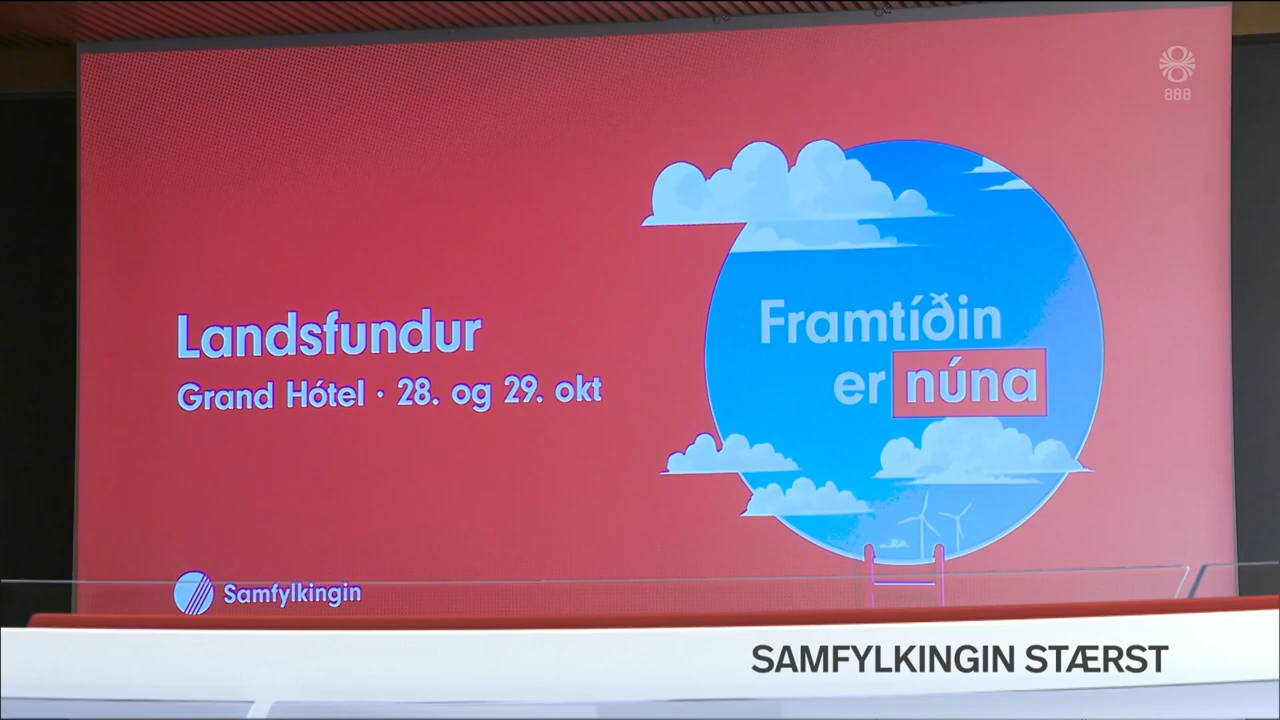 888
Landsfundur
Grand Hótel · 28. og 29. okt
Framtíðin
er núna
Samfylkingin
SAMFYLKINGIN STÆRST